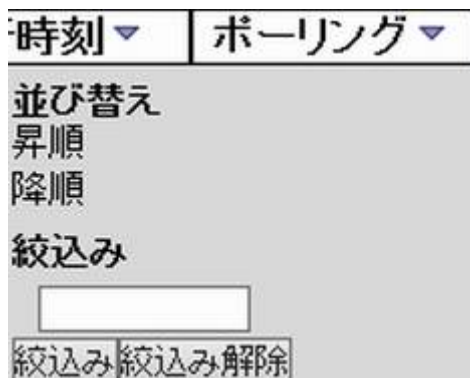 時刻 ポーリング
並び替え
昇順
降順
絞込み
絞込み 絞込み解除